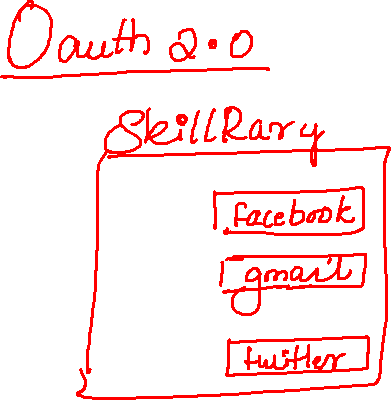 Oauth 2.0
SkillRary
facebook
gmail
twitter